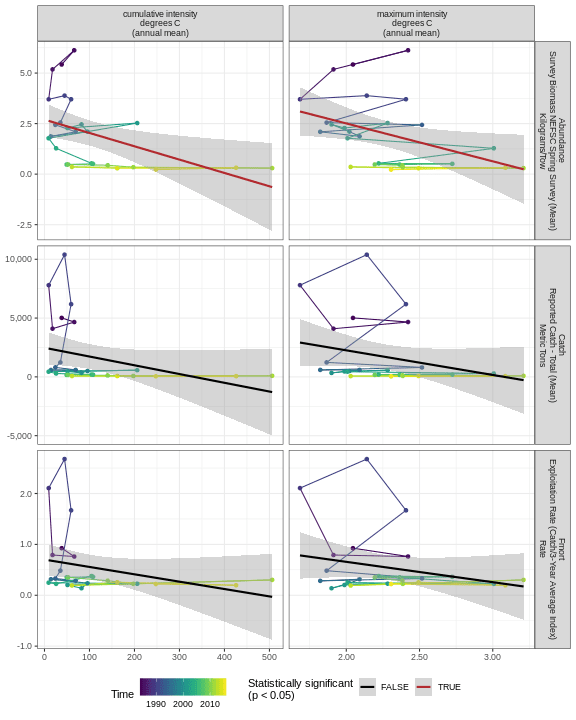 cumulative intensity
degrees C
(annual mean)
maximum intensity
degrees C
(annual mean)
5.0
2.5
0.0
-2.5
Abundance
Survey Biomass NEFSC Spring Survey (Mean)
Kilograms/Tow
10,000
5,000
0
-5,000
Catch
Reported Catch - Total (Mean)
Metric Tons
2.0
1.0
0.0
-1.0
Fmort
Exploitation Rate (Catch/3-Year Average Index)
Rate
0 100 200 300 400 500
2.00 2.50 3.00
Time
1990 2000 2010
Statistically significant
(p < 0.05)
FALSE
TRUE